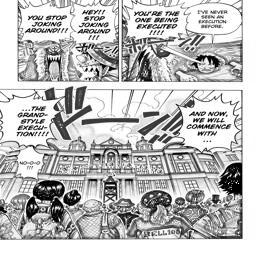 I'VE NEVER
SEEN AN
EXECUTION
BEFORE.
YOU'RE THE
ONE BEING
EXECUTED
!!!!
HEY!!
STOP
JOKING
AROUND
!!!
YOU STOP
JOKING
AROUND!!!
AND NOW,
WE WILL
COMMENCE
WITH
...
...THE
GRAND-
STYLE
EXECU-
TION!!!!
NO-O-O
!!!